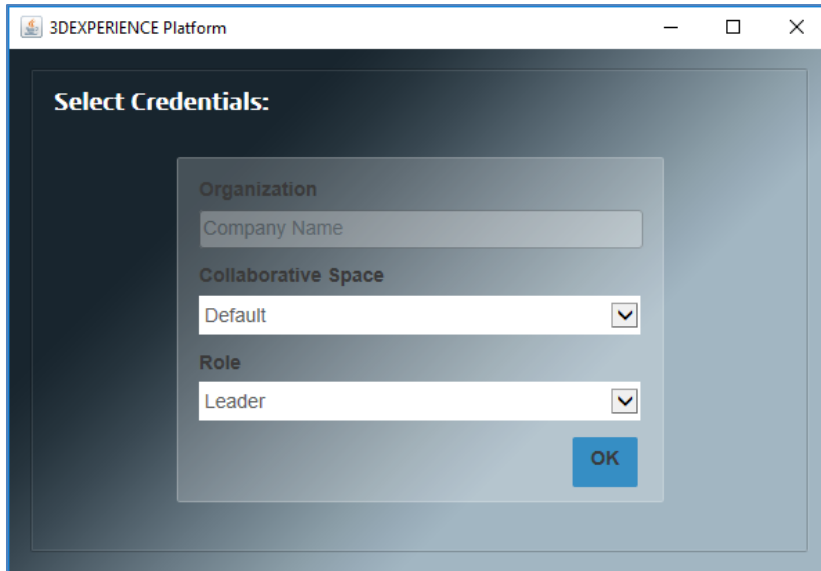 3DEXPERIENCE Platform
Select Credentials:
Organization
Company Name
Collaborative Space
Default
Role
Leader
OK